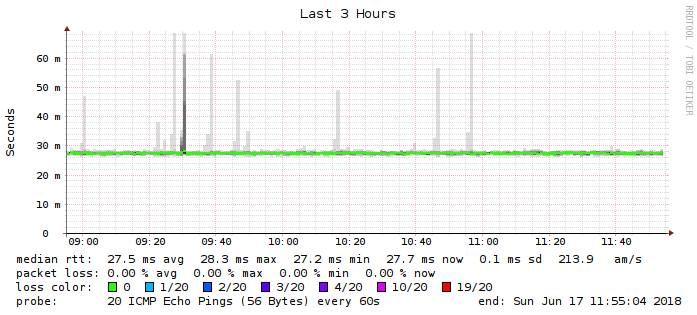 Last 3 Hours
RRDTOOL / TOBI OETIKER
Seconds
60 m
50 m
40 m
30 m
20 m
10 m
0
09:00 09:20 09:40 10:00 10:20 10:40 11:00 11:20 11:40
median rtt: 27.5 ms avg 28.3 ms max 27.2 ms min 27.7 ms now 0.1 ms sd 213.9 am/s
packet loss: 0.00 % avg 0.00 % max 0.00 % min 0.00 % now
loss color: 0 1/20 2/20 3/20 4/20 10/20 19/20
probe: 20 ICMP Echo Pings (56 Bytes) every 60s end: Sun Jun 17 11:55:04 2018